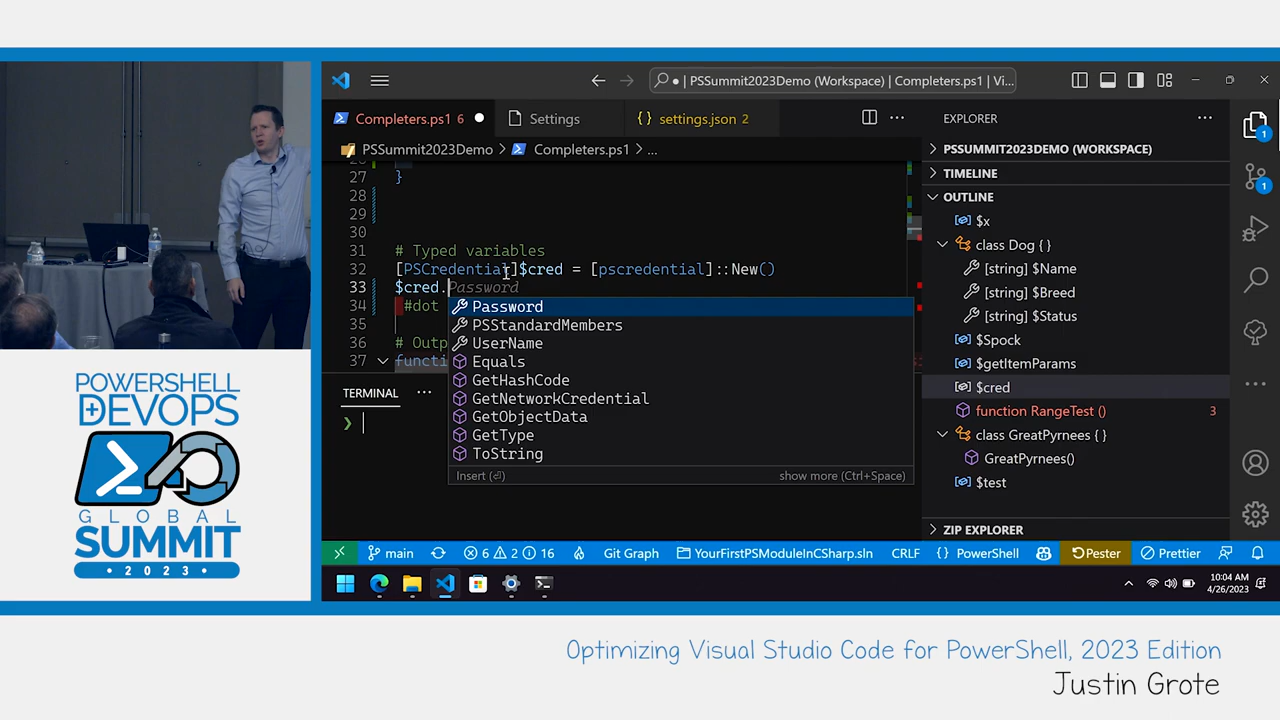 ● | PSSummit2023Demo (Workspace) | Completers.ps1 | Vi...
Completers.ps1 6 ●
Settings
{} settings.json 2
PSSummit2023Demo > Completers.ps1 > ...
27 }
28
29
30
31 # Typed variables
32 [PSCredential]$cred = [pscredential]::New()
33 $cred.Password
34 #dot
35
36 # Outp
37 functi
Password
PSStandardMembers
UserName
Equals
GetHashCode
GetNetworkCredential
GetObjectData
GetType
ToString
Insert (⏎) show more (Ctrl+Space)
TERMINAL ...
❯
EXPLORER ...
PSSUMMIT2023DEMO (WORKSPACE)
TIMELINE
OUTLINE
$x
class Dog { }
[string] $Name
[string] $Breed
[string] $Status
$Spock
$getItemParams
$cred
function RangeTest () 3
class GreatPyrnees { }
GreatPyrnees()
$test
ZIP EXPLORER
1
1
main 6 2 16 Git Graph YourFirstPSModuleInCSharp.sln CRLF {} PowerShell Pester Prettier
10:04 AM
4/26/2023
POWERSHELL
+DEVOPS
GLOBAL
SUMMIT
2023
Optimizing Visual Studio Code for PowerShell, 2023 Edition
Justin Grote